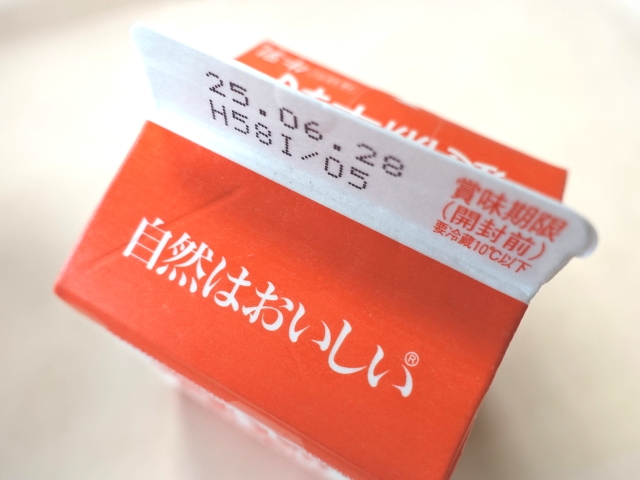 25.06.28
H58I/05
賞味期限
(開封前)
要冷蔵10℃以下
自然はおいしい®